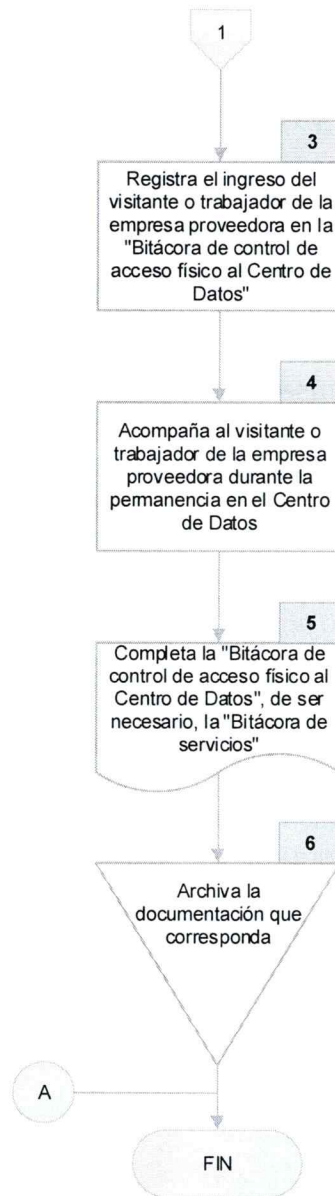 1
3
Registra el ingreso del
visitante o trabajador de la
empresa proveedora en la
"Bitácora de control de
acceso físico al Centro de
Datos"
4
Acompaña al visitante o
trabajador de la empresa
proveedora durante la
permanencia en el Centro
de Datos
5
Completa la "Bitácora de
control de acceso físico al
Centro de Datos", de ser
necesario, la "Bitácora de
servicios"
6
Archiva la
documentación que
corresponda
A
FIN